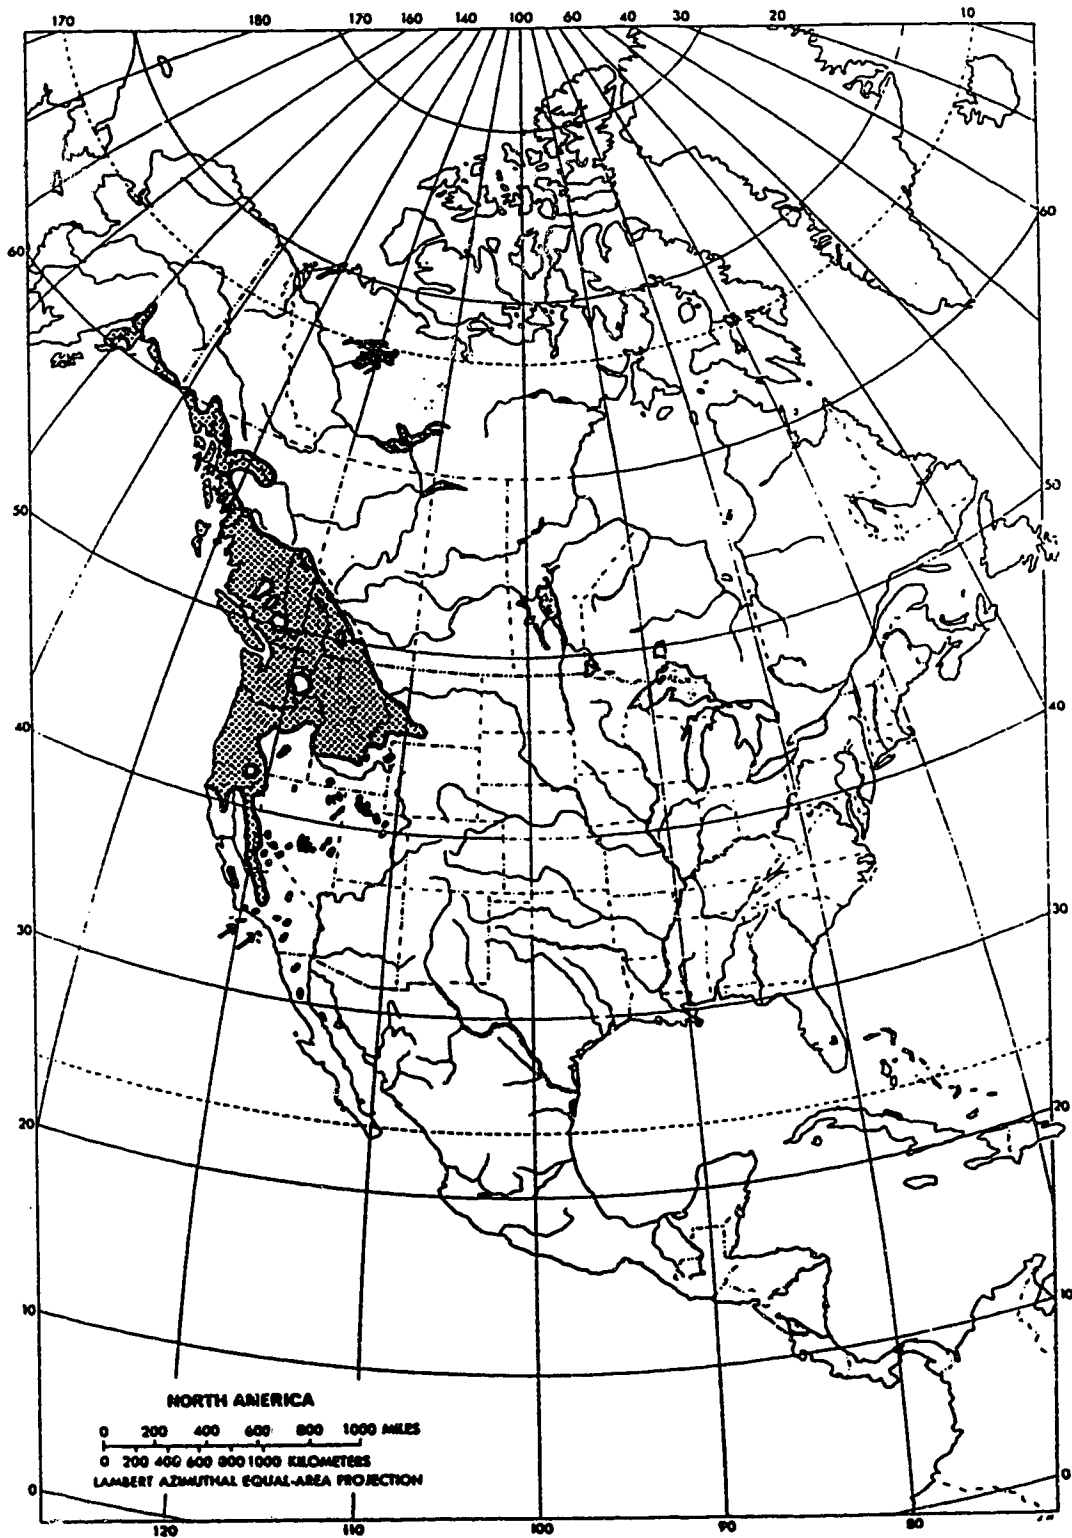 170 180 170 160 140 100 60 40 30 20 10
60 60
50 50
40 40
30 30
20 20
10 10
0 0
NORTH AMERICA
0 200 400 600 800 1000 MILES
0 200 400 600 800 1000 KILOMETERS
LAMBERT AZIMUTHAL EQUAL-AREA PROJECTION
120 110 100 90 80